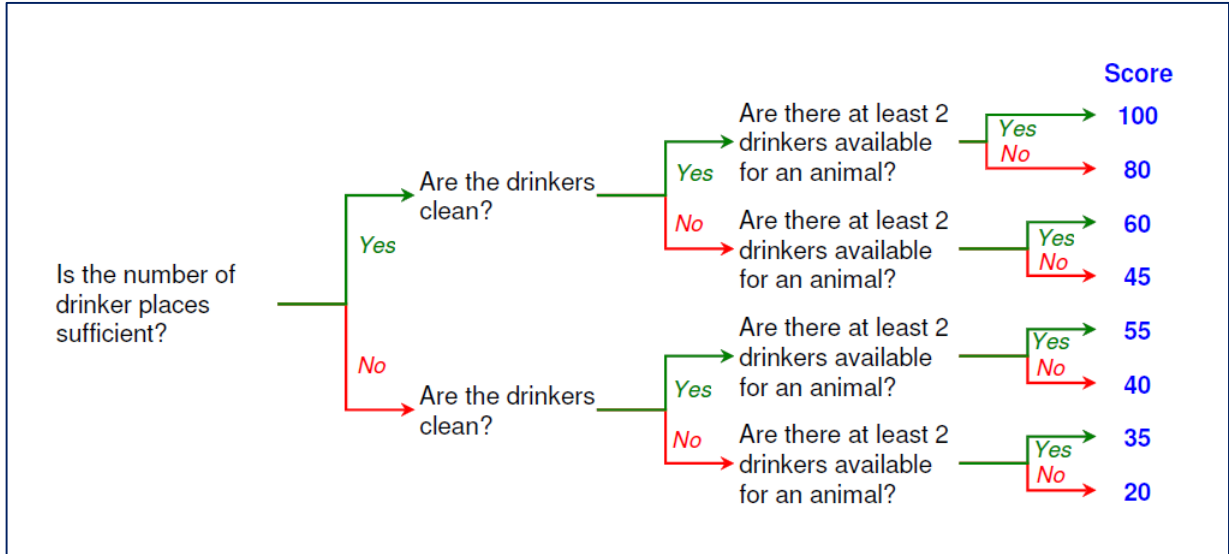 Score
Are there at least 2
drinkers available
for an animal?
Yes
No
100
80
Are the drinkers
clean?
Yes
No
Are there at least 2
drinkers available
for an animal?
Yes
No
60
45
Is the number of
drinker places
sufficient?
Yes
No
Are there at least 2
drinkers available
for an animal?
Yes
No
55
40
Are the drinkers
clean?
Yes
No
Are there at least 2
drinkers available
for an animal?
Yes
No
35
20